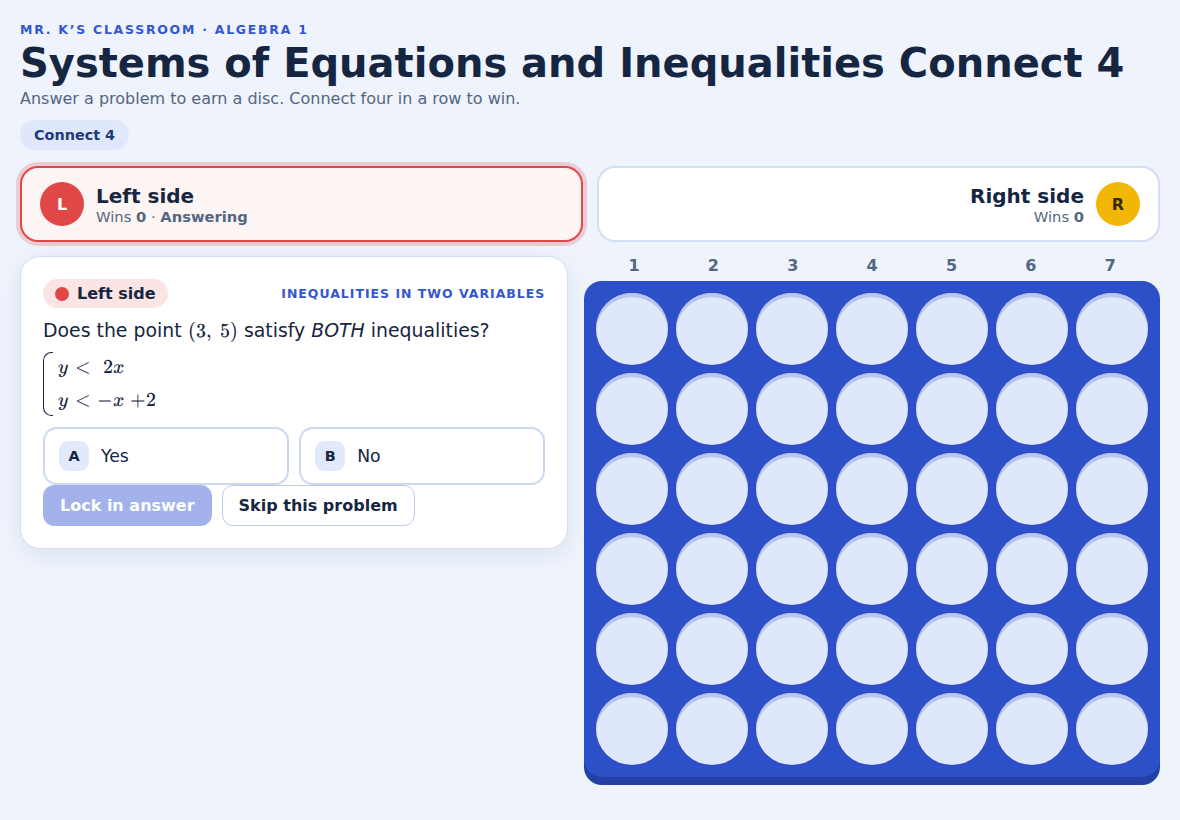 MR. K’S CLASSROOM · ALGEBRA 1
Systems of Equations and Inequalities Connect 4
Answer a problem to earn a disc. Connect four in a row to win.
Connect 4
L
Left side
Wins 0 · Answering
Right side
Wins 0
R
Left side
INEQUALITIES IN TWO VARIABLES
Does the point (3, 5) satisfy BOTH inequalities?
y < 2x
y < −x +2
A Yes
B No
Lock in answer
Skip this problem
1 2 3 4 5 6 7